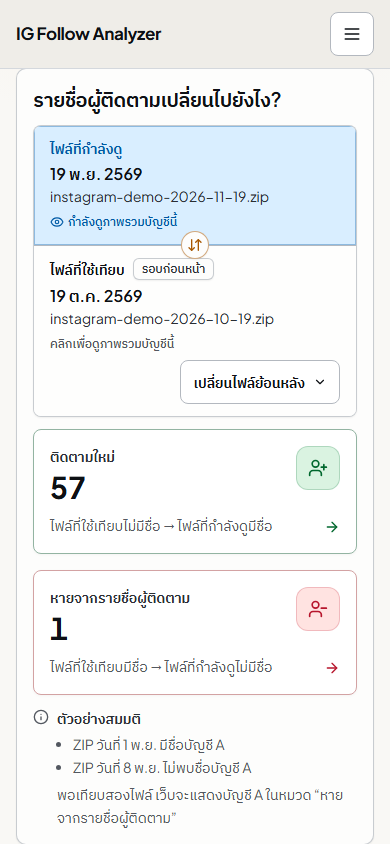 IG Follow Analyzer
รายชื่อผู้ติดตามเปลี่ยนไปยังไง?
ไฟล์ที่กำลังดู
19 พ.ย. 2569
instagram-demo-2026-11-19.zip
กำลังดูภาพรวมบัญชีนี้
ไฟล์ที่ใช้เทียบ รอบก่อนหน้า
19 ต.ค. 2569
instagram-demo-2026-10-19.zip
คลิกเพื่อดูภาพรวมบัญชีนี้
เปลี่ยนไฟล์ย้อนหลัง
ติดตามใหม่
57
ไฟล์ที่ใช้เทียบไม่มีชื่อ → ไฟล์ที่กำลังดูมีชื่อ
หายจากรายชื่อผู้ติดตาม
1
ไฟล์ที่ใช้เทียบมีชื่อ → ไฟล์ที่กำลังดูไม่มีชื่อ
ตัวอย่างสมมติ
• ZIP วันที่ 1 พ.ย. มีชื่อบัญชี A
• ZIP วันที่ 8 พ.ย. ไม่พบชื่อบัญชี A
พอเทียบสองไฟล์ เว็บจะแสดงบัญชี A ในหมวด “หาย
จากรายชื่อผู้ติดตาม”